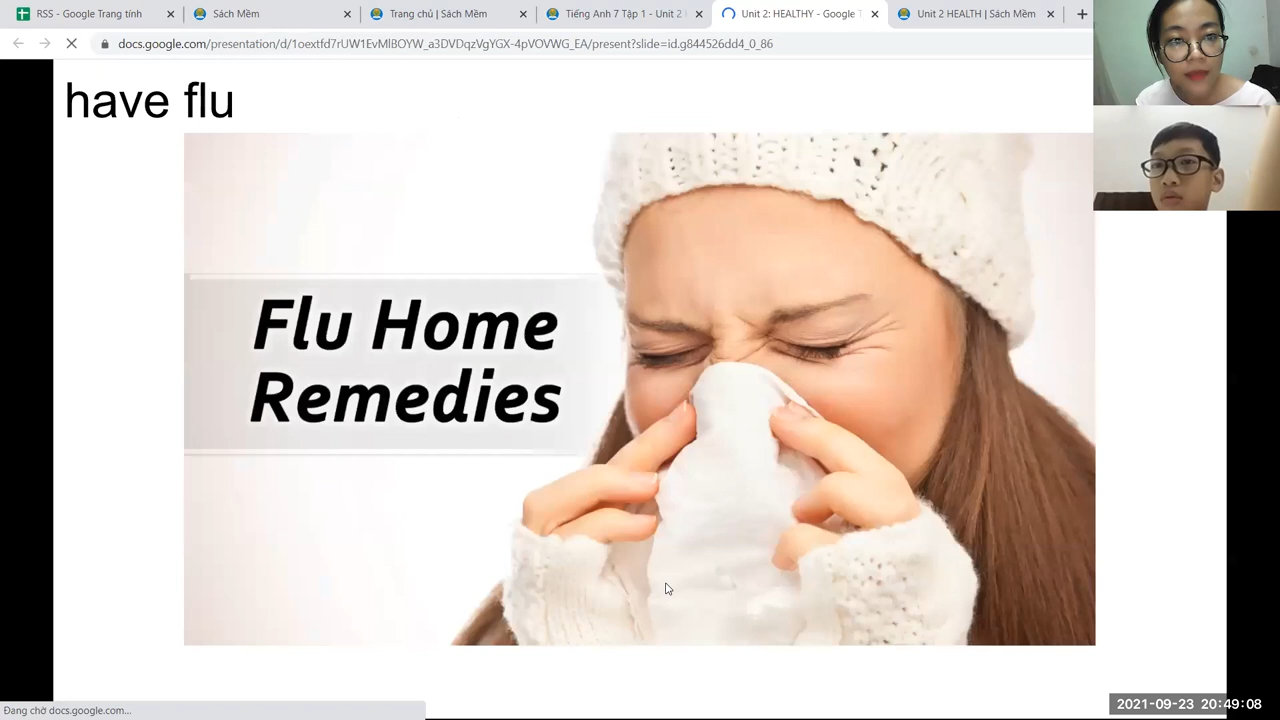 RSS - Google Trang tính
Sách Mềm
Trang chủ | Sách Mềm
Tiếng Anh 7 Tập 1 - Unit 2
Unit 2: HEALTHY - Google
Unit 2 HEALTH | Sách Mềm
docs.google.com/presentation/d/1oextfd7rUW1EvMlBOYW_a3DVDqtVgYGX-4pVOVWG_EA/present?slide=id.g844526dd4_0_86
have flu
Flu Home
Remedies
Đang chờ docs.google.com...
2021-09-23 20:49:08